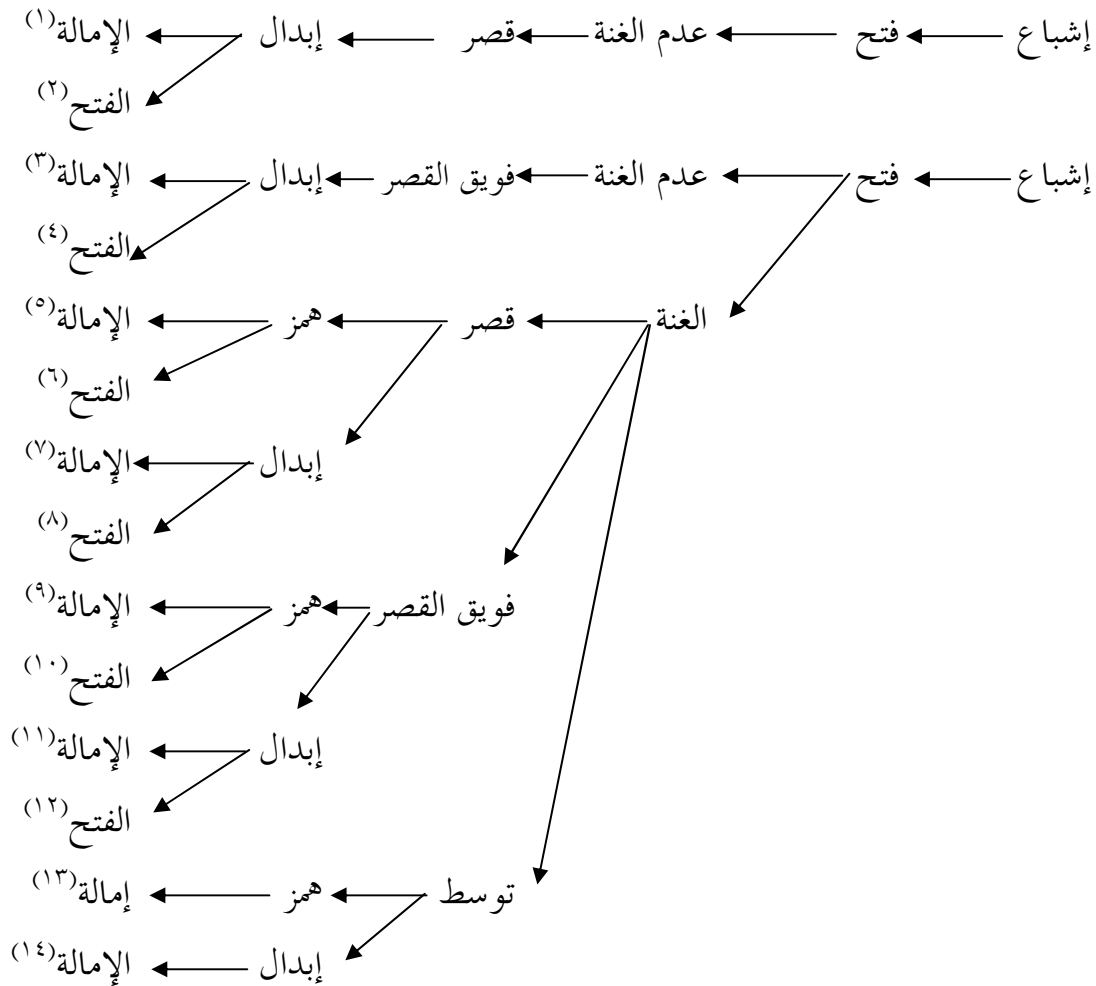 إشباع فتح عدم الغنة قصر إبدال الإمالة(١)
الفتح(٢)
إشباع فتح عدم الغنة فويق القصر إبدال الإمالة(٣)
الفتح(٤)
الغنة قصر همز الإمالة(٥)
الفتح(٦)
إبدال الإمالة(٧)
الفتح(٨)
فويق القصر همز الإمالة(٩)
الفتح(١٠)
إبدال الإمالة(١١)
الفتح(١٢)
توسط همز إمالة(١٣)
إبدال الإمالة(١٤)